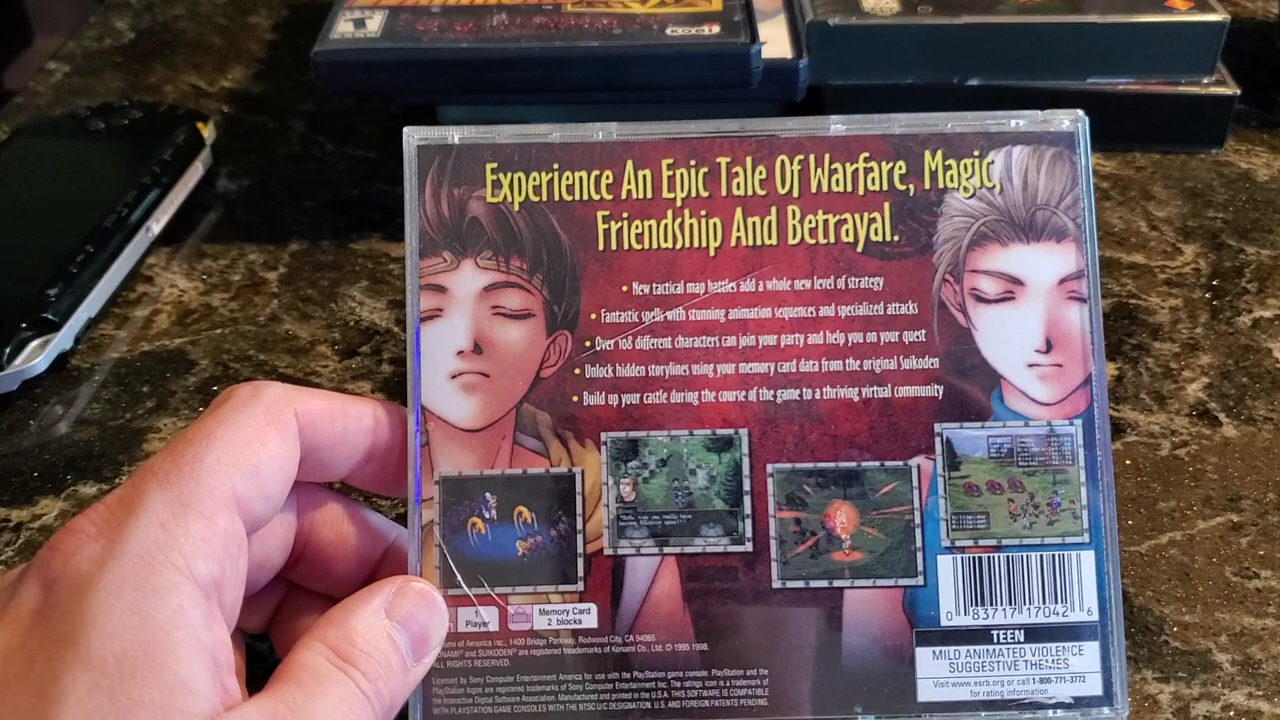 KOEI
Experience An Epic Tale Of Warfare, Magic,
Friendship And Betrayal.
• New tactical map battles add a whole new level of strategy
• Fantastic spells with stunning animation sequences and specialized attacks
• Over 108 different characters can join your party and help you on your quest
• Unlock hidden storylines using your memory card data from the original Suikoden
• Build up your castle during the course of the game to a thriving virtual community
1
Player
Memory Card
2 blocks
of America Inc., 1400 Bridge Parkway, Redwood City, CA 94065
KONAMI® and SUIKODEN® are registered trademarks of Konami Co., Ltd. © 1995 1998.
ALL RIGHTS RESERVED.
Licensed by Sony Computer Entertainment America for use with the PlayStation game console. PlayStation and the
PlayStation logos are registered trademarks of Sony Computer Entertainment Inc. The ratings icon is a trademark of
the Interactive Digital Software Association. Manufactured and printed in the U.S.A. THIS SOFTWARE IS COMPATIBLE
WITH PLAYSTATION GAME CONSOLES WITH THE NTSC U/C DESIGNATION. U.S. AND FOREIGN PATENTS PENDING.
0 83717 17042 6
TEEN
MILD ANIMATED VIOLENCE
SUGGESTIVE THEMES
Visit www.esrb.org or call 1-800-771-3772
for rating information.